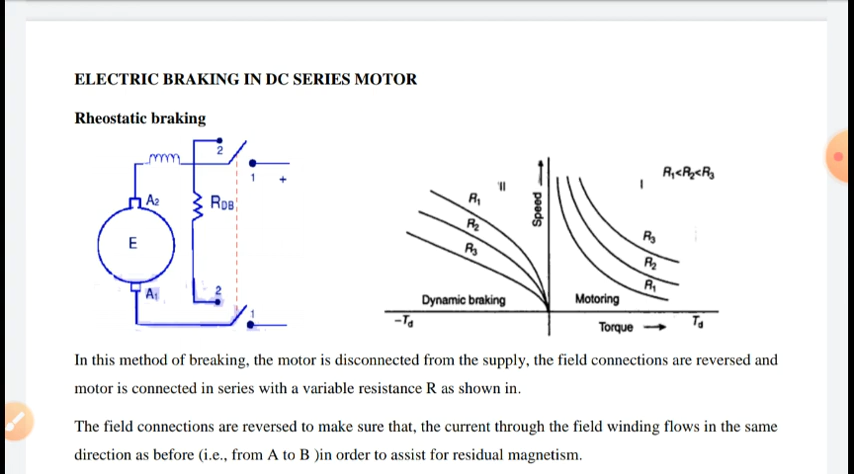 ELECTRIC BRAKING IN DC SERIES MOTOR
Rheostatic braking
2
1 +
A2
RDB
E
A1
2
1
"II
R1
R2
R3
Dynamic braking
-Td
Speed
I
R1<R2<R3
R3
R2
R1
Motoring
Torque
Td
In this method of breaking, the motor is disconnected from the supply, the field connections are reversed and
motor is connected in series with a variable resistance R as shown in.
The field connections are reversed to make sure that, the current through the field winding flows in the same
direction as before (i.e., from A to B )in order to assist for residual magnetism.